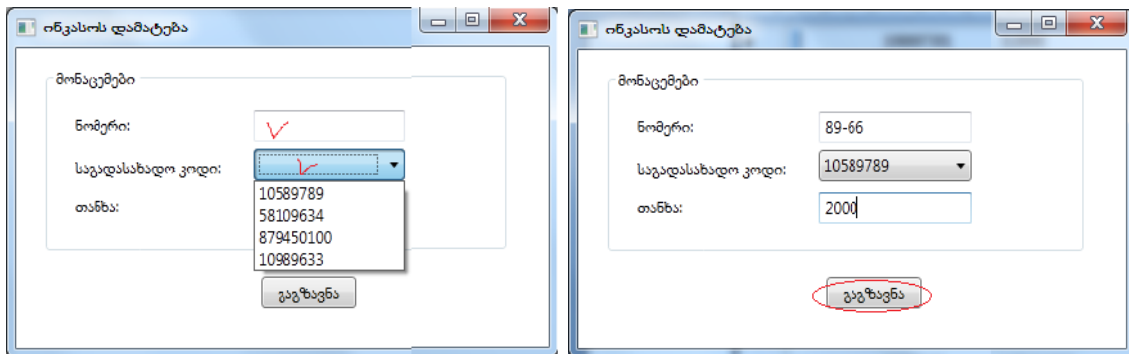 ინკასოს დამატება
მონაცემები
ნომერი:
საგადასახადო კოდი:
10589789
58109634
879450100
10989633
თანხა:
გაგზავნა
ინკასოს დამატება
მონაცემები
ნომერი: 89-66
საგადასახადო კოდი: 10589789
თანხა: 2000
გაგზავნა